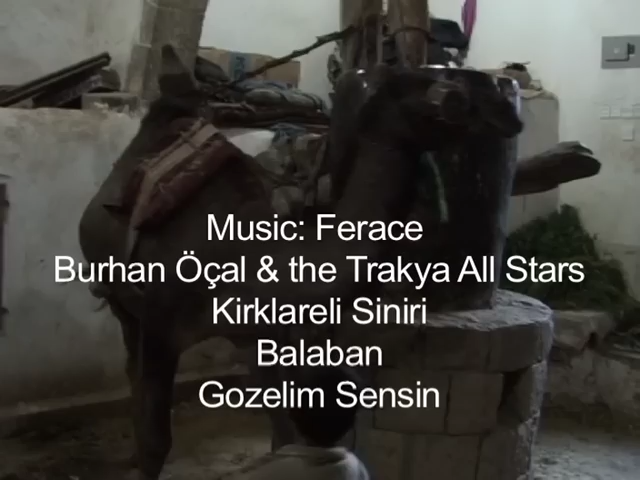 Music: Ferace
Burhan Öçal & the Trakya All Stars
Kirklareli Siniri
Balaban
Gozelim Sensin